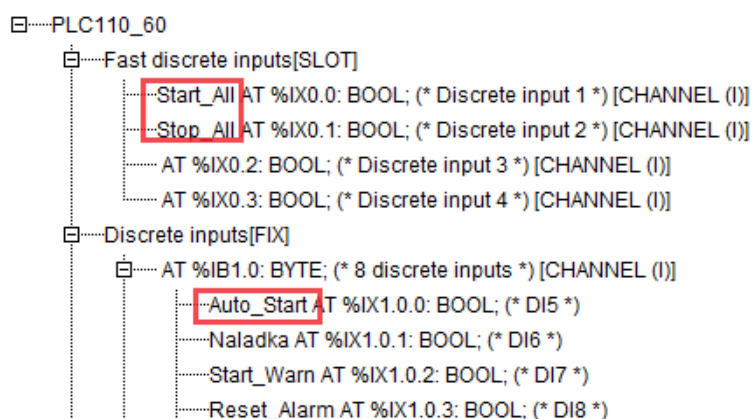 PLC110_60
Fast discrete inputs[SLOT]
Start_All AT %IX0.0: BOOL; (* Discrete input 1 *) [CHANNEL (I)]
Stop_All AT %IX0.1: BOOL; (* Discrete input 2 *) [CHANNEL (I)]
AT %IX0.2: BOOL; (* Discrete input 3 *) [CHANNEL (I)]
AT %IX0.3: BOOL; (* Discrete input 4 *) [CHANNEL (I)]
Discrete inputs[FIX]
AT %IB1.0: BYTE; (* 8 discrete inputs *) [CHANNEL (I)]
Auto_Start AT %IX1.0.0: BOOL; (* DI5 *)
Naladka AT %IX1.0.1: BOOL; (* DI6 *)
Start_Warn AT %IX1.0.2: BOOL; (* DI7 *)
Reset_Alarm AT %IX1.0.3: BOOL; (* DI8 *)